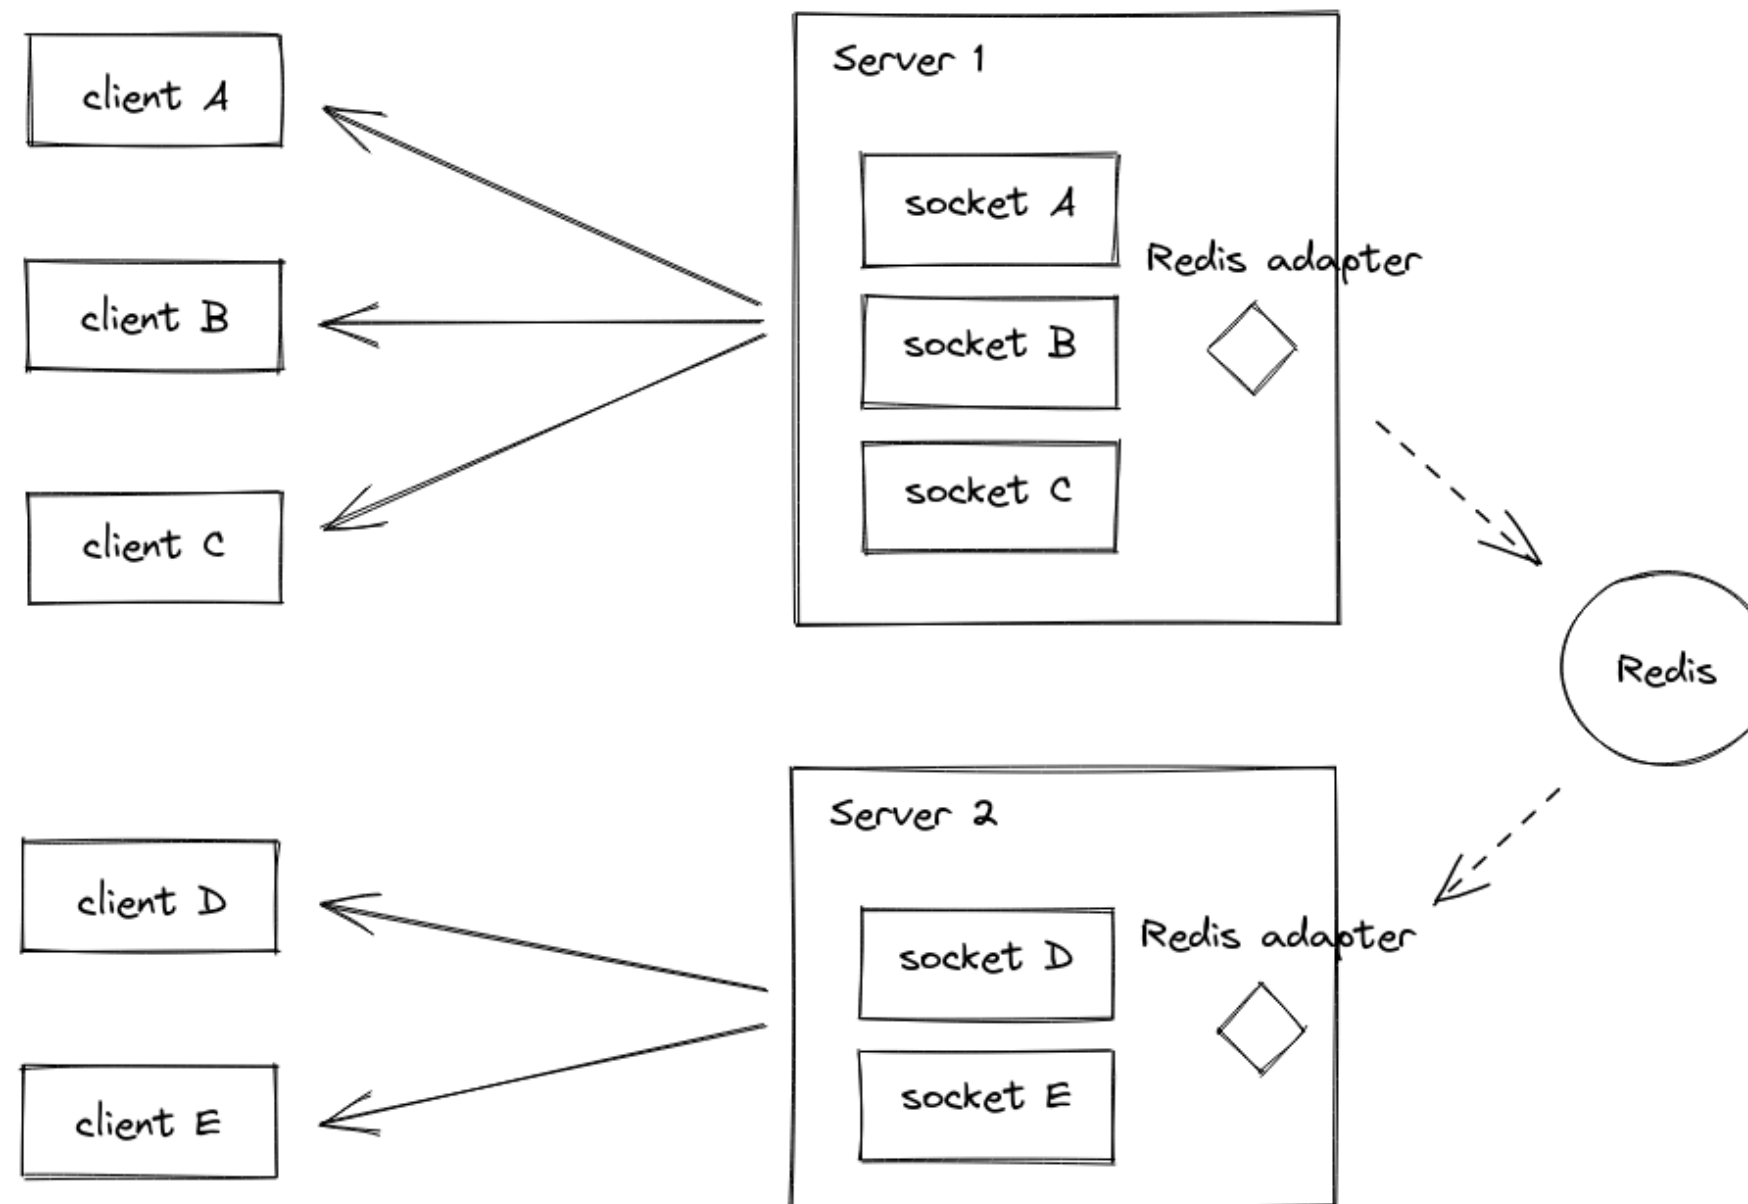 client A
client B
client C
Server 1
socket A
Redis adapter
socket B
socket C
Redis
client D
client E
Server 2
socket D
Redis adapter
socket E